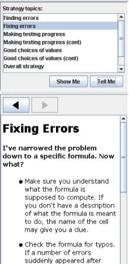 Strategy topics:
Finding errors
Fixing errors
Making testing progress
Making testing progress (cont)
Good choices of values
Good choices of values (cont)
Overall strategy
Show Me
Tell Me
Fixing Errors
I've narrowed the problem
down to a specific formula. Now
what?
Make sure you understand
what the formula is
supposed to compute. If
you don't have a description
of what the formula is meant
to do, the name of the cell
may give you a clue.
Check the formula for typos.
If a number of errors
suddenly appeared after